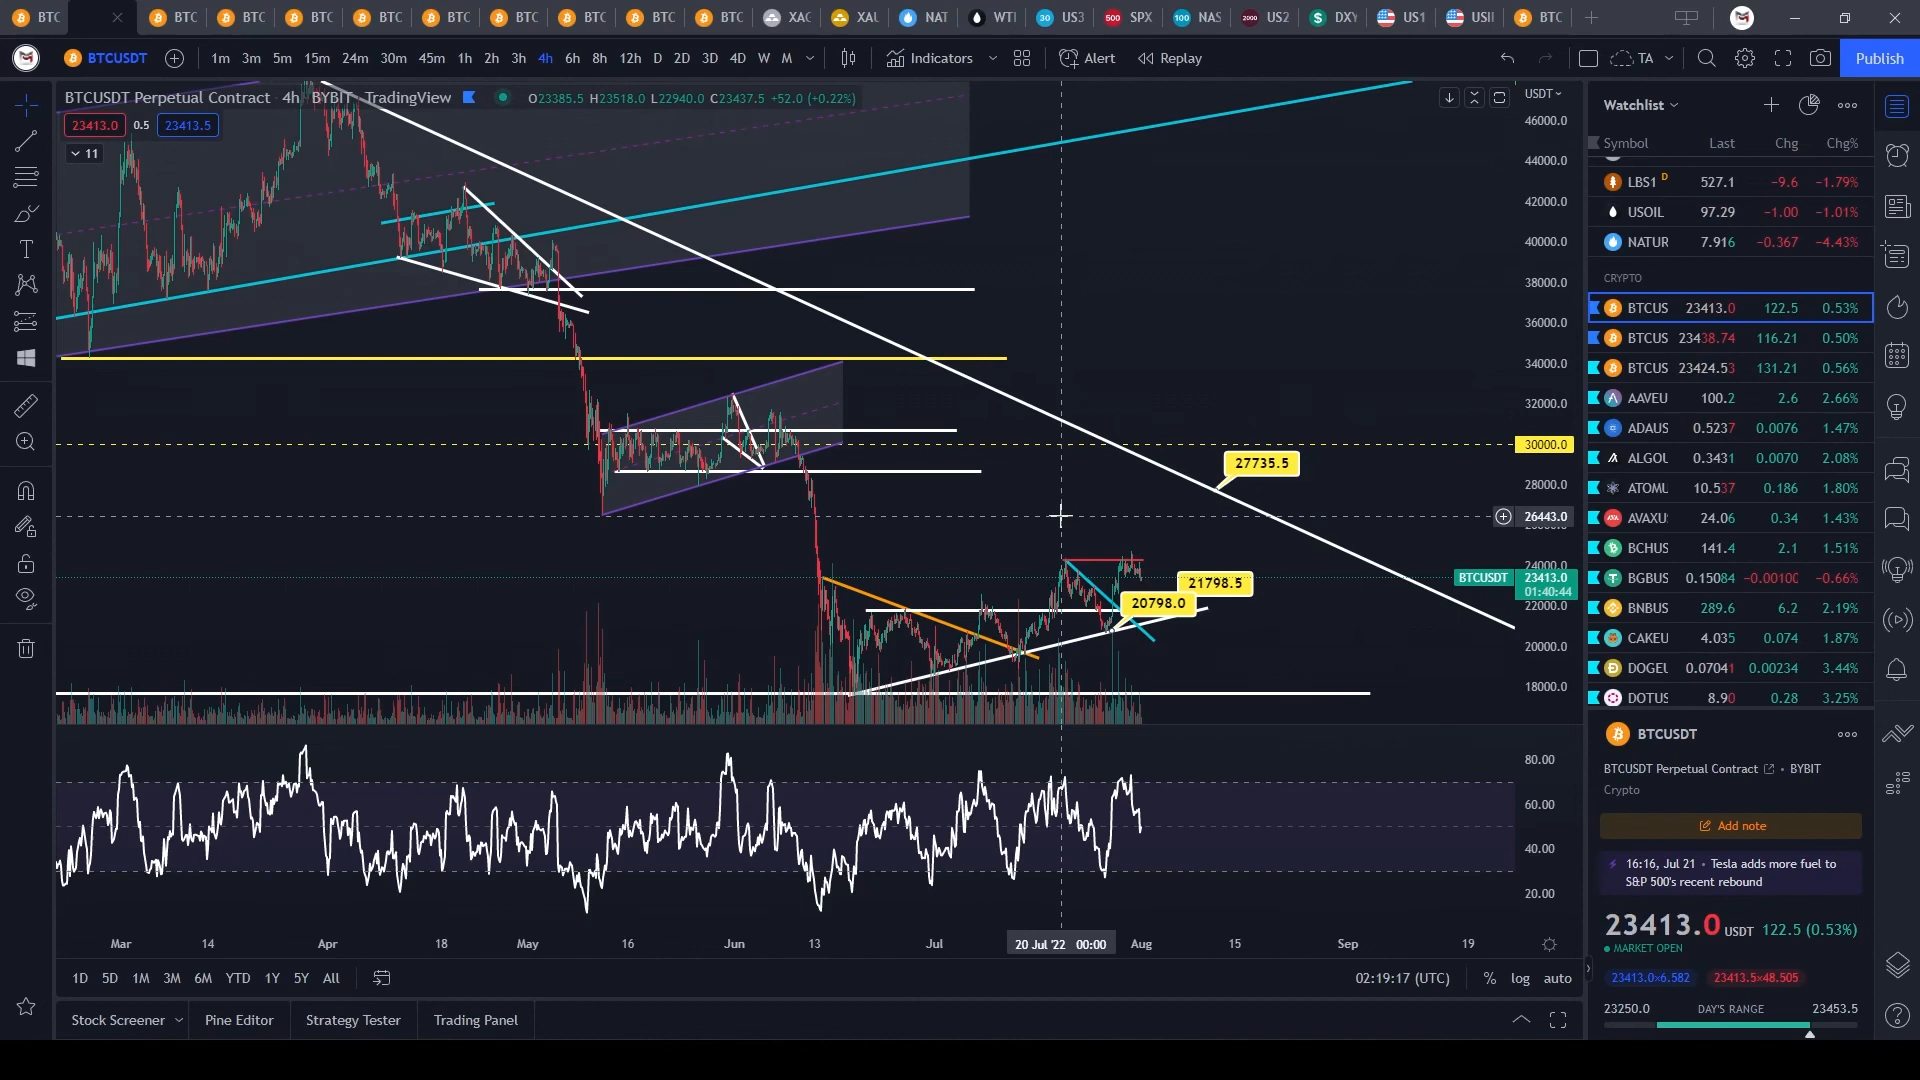 BTC BTC BTC BTC BTC BTC BTC BTC BTC BTC BTC XAG XAU NAT WTI 30 US3 500 SPX 100 NAS 2000 US2 DXY US1 USII BTC
BTCUSDT 1m 3m 5m 15m 24m 30m 45m 1h 2h 3h 4h 6h 8h 12h D 2D 3D 4D W M Indicators Alert Replay TA Publish
BTCUSDT Perpetual Contract · 4h · BYBIT · TradingView O23385.5 H23518.0 L22940.0 C23437.5 +52.0 (+0.22%)
23413.0 0.5 23413.5
11
USDT
46000.0
44000.0
42000.0
40000.0
38000.0
36000.0
34000.0
32000.0
30000.0
28000.0
26443.0
24000.0
BTCUSDT 23413.0
01:40:44
22000.0
20000.0
18000.0
27735.5
21798.5
20798.0
80.00
60.00
40.00
20.00
Mar 14 Apr 18 May 16 Jun 13 Jul 20 Jul '22 00:00 Aug 15 Sep 19
1D 5D 1M 3M 6M YTD 1Y 5Y All 02:19:17 (UTC) % log auto
Stock Screener Pine Editor Strategy Tester Trading Panel
Watchlist
Symbol Last Chg Chg%
LBS1 D 527.1 −9.6 −1.79%
USOIL 97.29 −1.00 −1.01%
NATUR 7.916 −0.367 −4.43%
CRYPTO
BTCUS 23413.0 122.5 0.53%
BTCUS 23438.74 116.21 0.50%
BTCUS 23424.53 131.21 0.56%
AAVEU 100.2 2.6 2.66%
ADAUS 0.5237 0.0076 1.47%
ALGOU 0.3431 0.0070 2.08%
ATOMU 10.537 0.186 1.80%
AVAXU 24.06 0.34 1.43%
BCHUS 141.4 2.1 1.51%
BGBUS 0.15084 −0.00100 −0.66%
BNBUS 289.6 6.2 2.19%
CAKEU 4.035 0.074 1.87%
DOGEU 0.07041 0.00234 3.44%
DOTUS 8.90 0.28 3.25%
BTCUSDT
BTCUSDT Perpetual Contract • BYBIT
Crypto
Add note
16:16, Jul 21 • Tesla adds more fuel to
S&P 500's recent rebound
23413.0 USDT 122.5 (0.53%)
MARKET OPEN
23413.0×6.582 23413.5×48.505
23250.0 DAY'S RANGE 23453.5